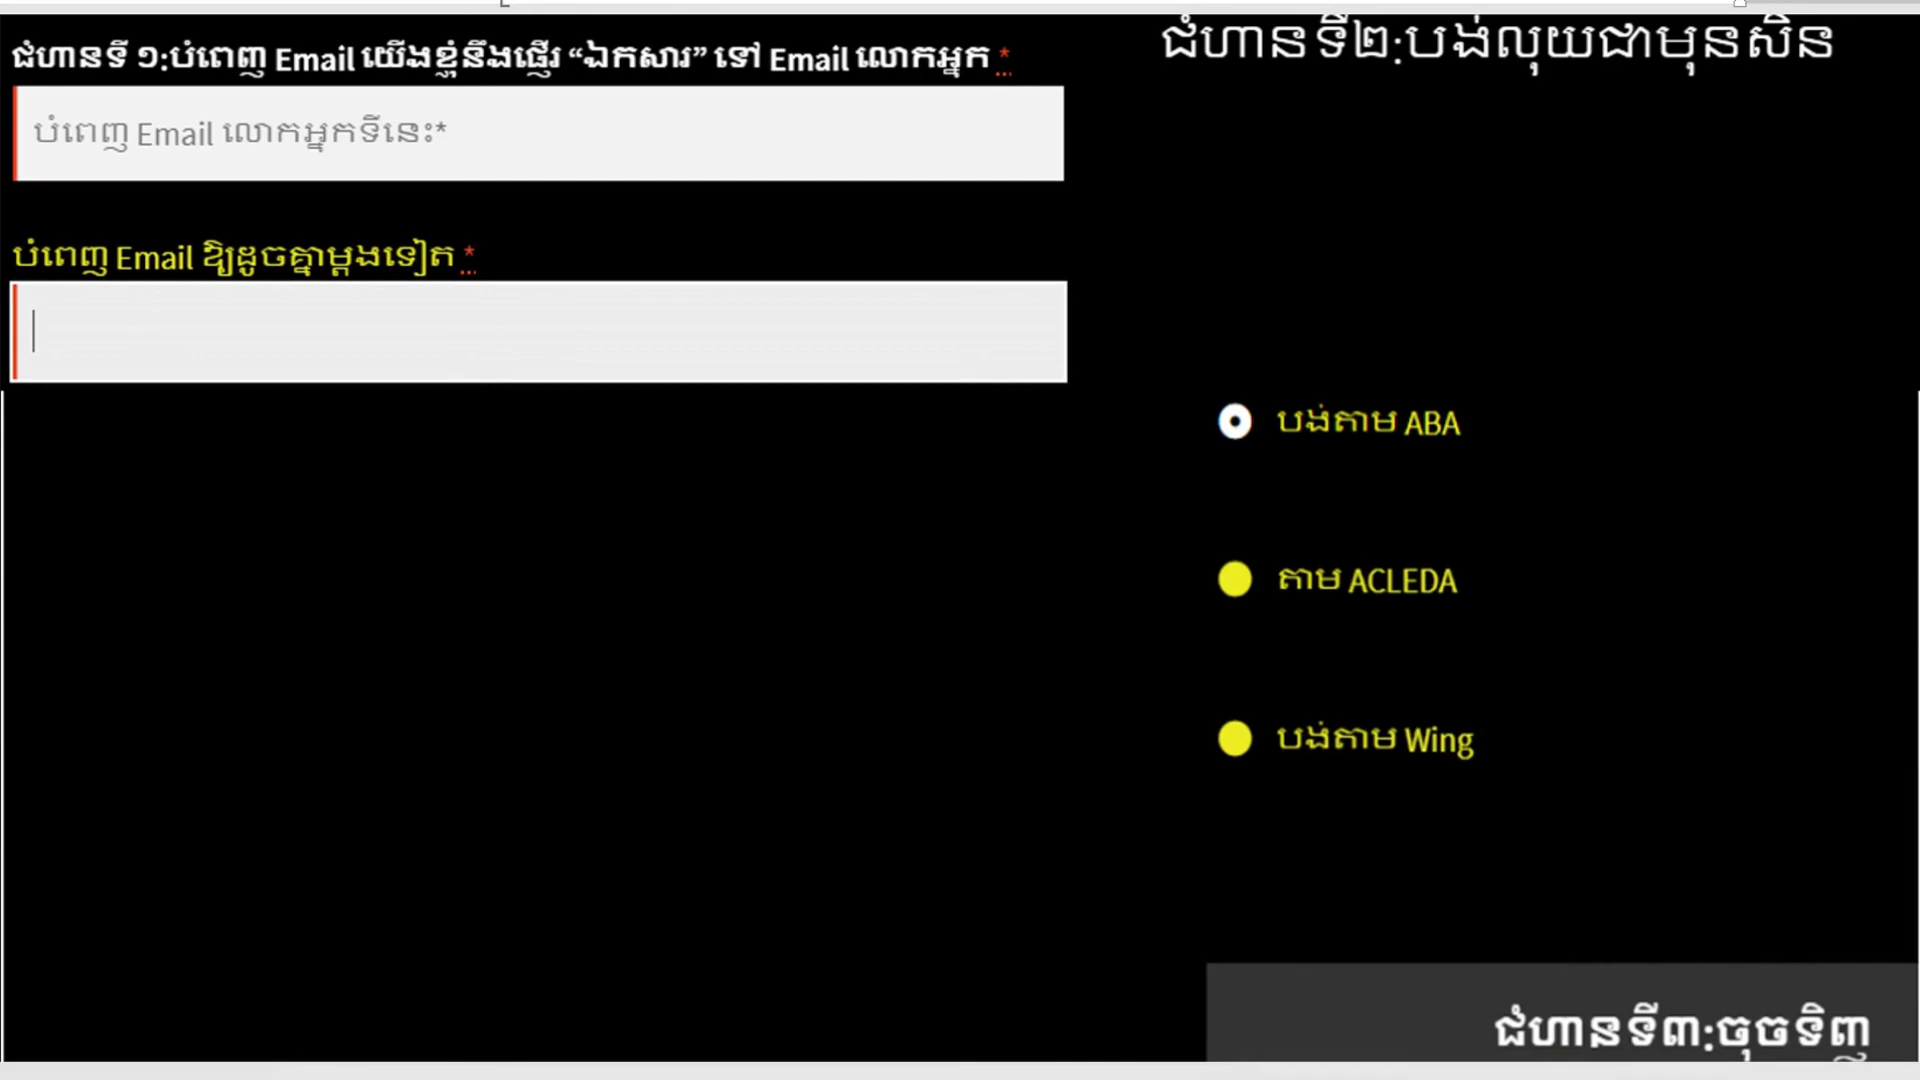 ជំហានទី ១:បំពេញ Email យើងខ្ញុំនឹងផ្ញើរ “ឯកសារ” ទៅ Email លោកអ្នក *
បំពេញ Email លោកអ្នកទីនេះ*
បំពេញ Email ឱ្យដូចគ្នាម្តងទៀត *
ជំហានទី២:បង់លុយជាមុនសិន
បង់តាម ABA
តាម ACLEDA
បង់តាម Wing
ជំហានទី៣:ចុចទិញ